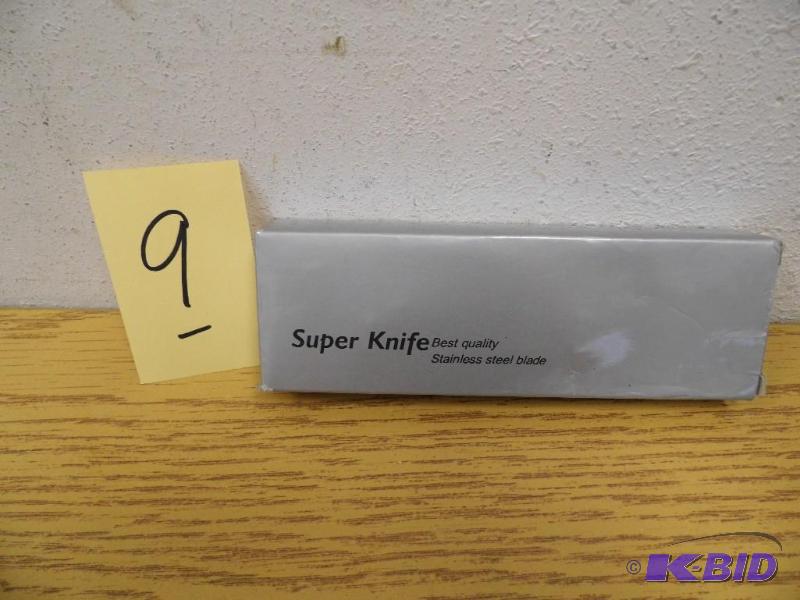 9
Super Knife Best quality
Stainless steel blade
© K-BID